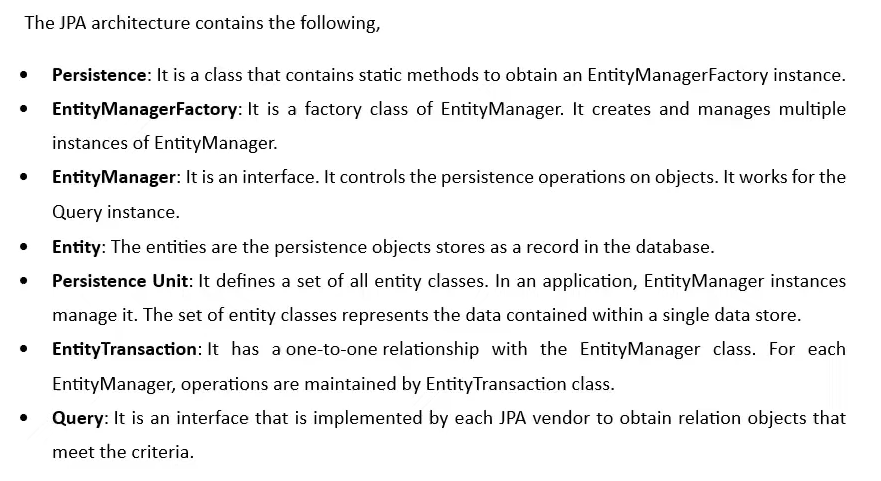 The JPA architecture contains the following,
• Persistence: It is a class that contains static methods to obtain an EntityManagerFactory instance.
• EntityManagerFactory: It is a factory class of EntityManager. It creates and manages multiple
instances of EntityManager.
• EntityManager: It is an interface. It controls the persistence operations on objects. It works for the
Query instance.
• Entity: The entities are the persistence objects stores as a record in the database.
• Persistence Unit: It defines a set of all entity classes. In an application, EntityManager instances
manage it. The set of entity classes represents the data contained within a single data store.
• EntityTransaction: It has a one-to-one relationship with the EntityManager class. For each
EntityManager, operations are maintained by EntityTransaction class.
• Query: It is an interface that is implemented by each JPA vendor to obtain relation objects that
meet the criteria.